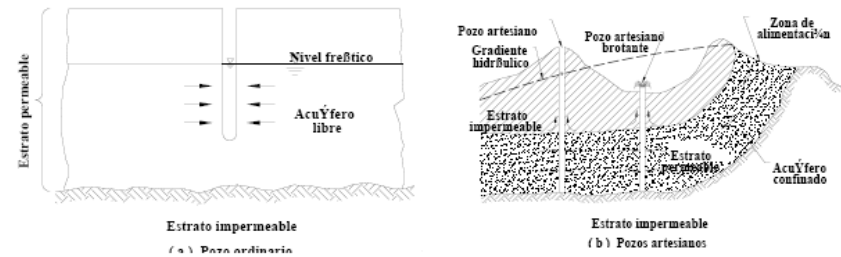 Estrato permeable
Nivel freßtico
AcuÝfero
libre
Estrato impermeable
( a ) Pozo ordinario
Pozo artesiano
Gradiente
hidrßulico
Pozo artesiano
brotante
Zona de
alimentaci¾n
Estrato
impermeable
Estrato
permeable
AcuÝfero
confinado
Estrato impermeable
( b ) Pozos artesianos